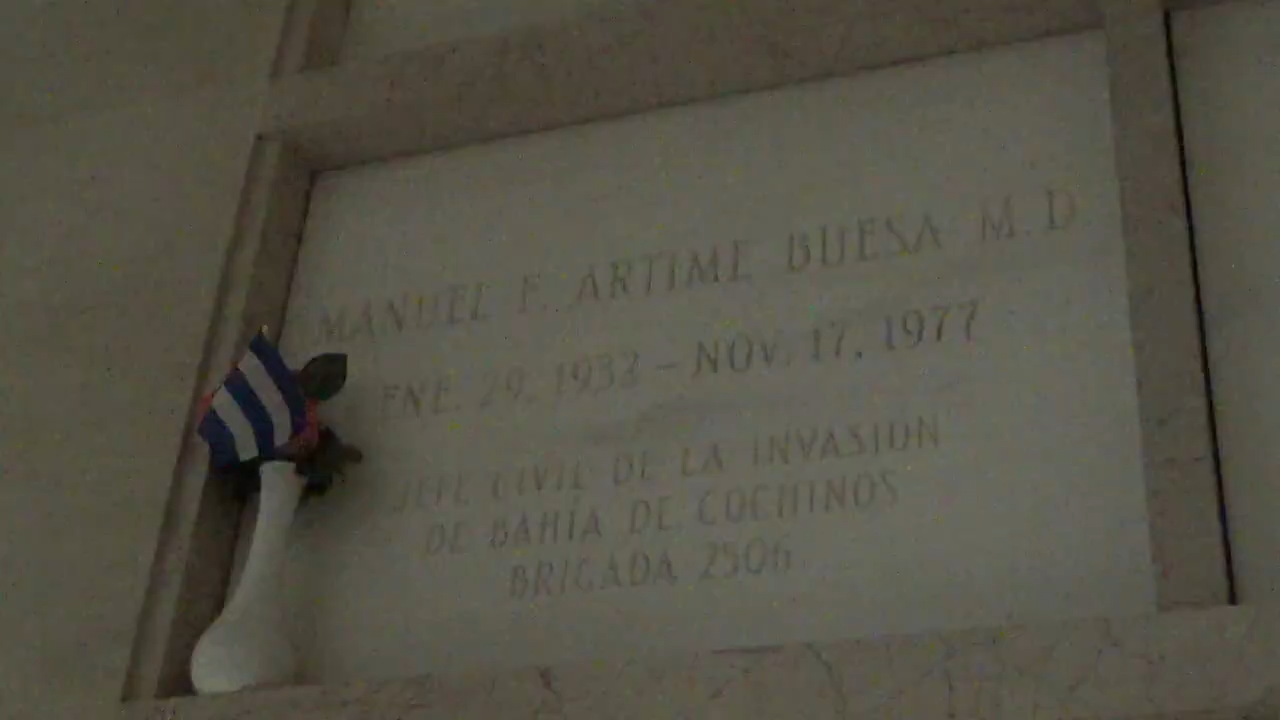 MANUEL F. ARTIME BUESA M.D
ENE. 29, 1932 - NOV. 17, 1977
JEFE CIVIL DE LA INVASION
DE BAHÍA DE COCHINOS
BRIGADA 2506